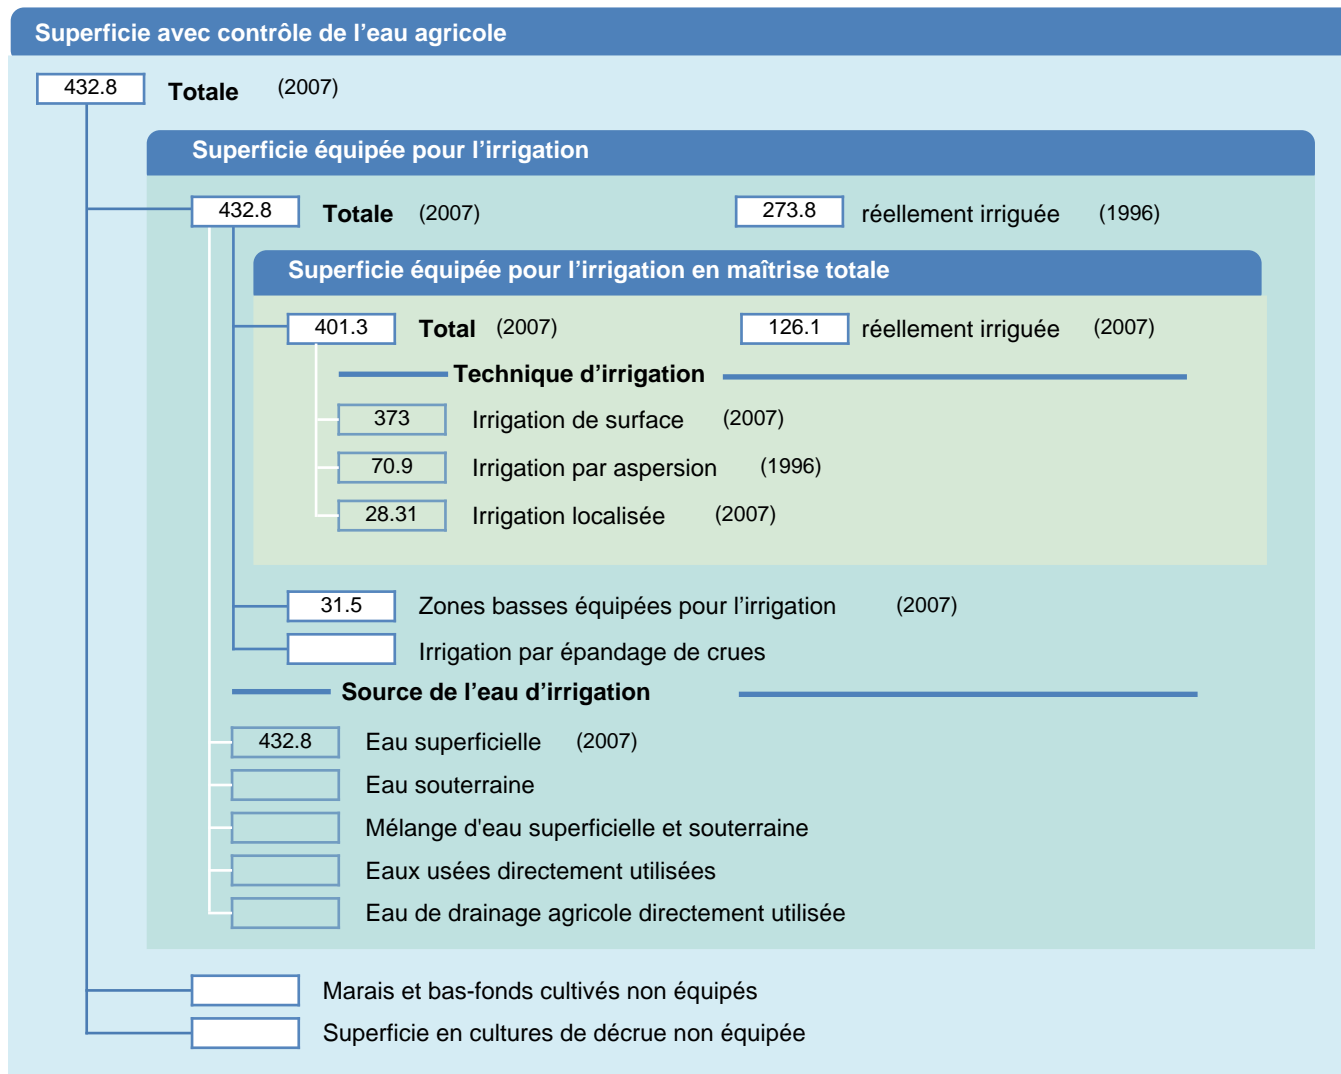 Superficie avec contrôle de l’eau agricole
432.8 Totale (2007)
Superficie équipée pour l’irrigation
432.8 Totale (2007) 273.8 réellement irriguée (1996)
Superficie équipée pour l’irrigation en maîtrise totale
401.3 Total (2007) 126.1 réellement irriguée (2007)
Technique d’irrigation
373 Irrigation de surface (2007)
70.9 Irrigation par aspersion (1996)
28.31 Irrigation localisée (2007)
31.5 Zones basses équipées pour l’irrigation (2007)
Irrigation par épandage de crues
Source de l’eau d’irrigation
432.8 Eau superficielle (2007)
Eau souterraine
Mélange d'eau superficielle et souterraine
Eaux usées directement utilisées
Eau de drainage agricole directement utilisée
Marais et bas-fonds cultivés non équipés
Superficie en cultures de décrue non équipée